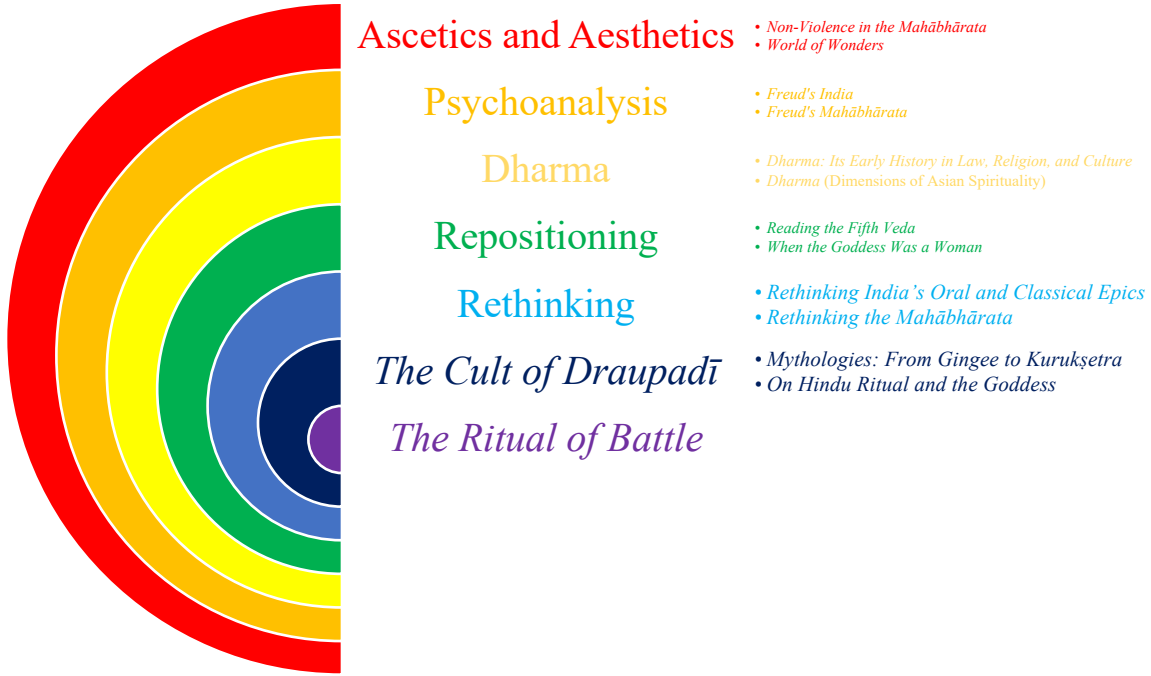 Ascetics and Aesthetics
• Non-Violence in the Mahābhārata
• World of Wonders
Psychoanalysis
• Freud's India
• Freud's Mahābhārata
Dharma
• Dharma: Its Early History in Law, Religion, and Culture
• Dharma (Dimensions of Asian Spirituality)
Repositioning
• Reading the Fifth Veda
• When the Goddess Was a Woman
Rethinking
• Rethinking India’s Oral and Classical Epics
• Rethinking the Mahābhārata
The Cult of Draupadī
• Mythologies: From Gingee to Kurukṣetra
• On Hindu Ritual and the Goddess
The Ritual of Battle